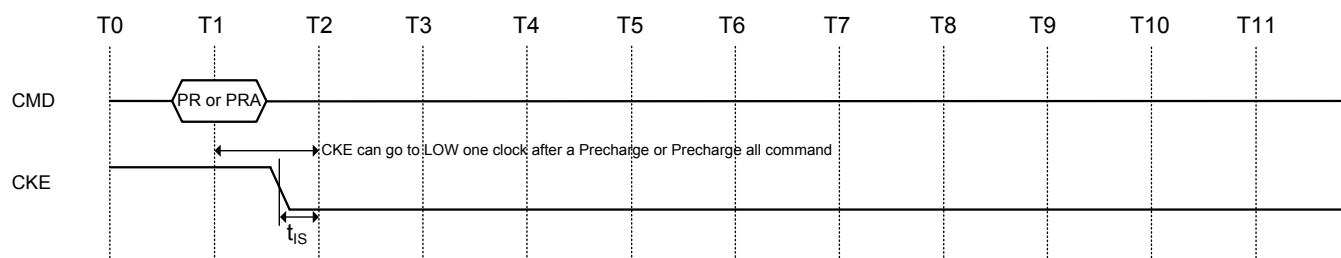 T0 T1 T2 T3 T4 T5 T6 T7 T8 T9 T10 T11
CMD PR or PRA
CKE can go to LOW one clock after a Precharge or Precharge all command
CKE
tIS